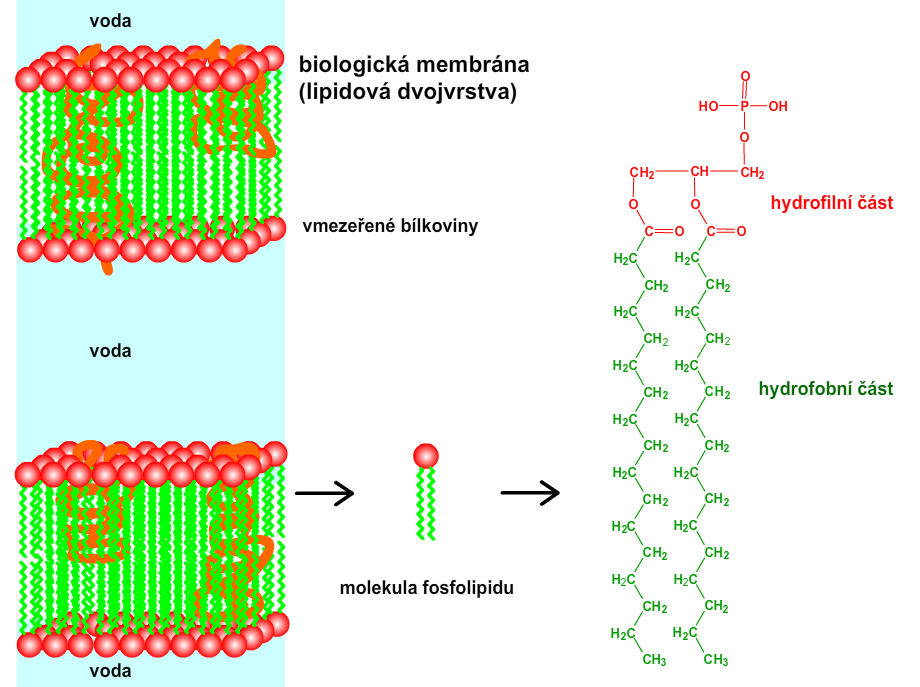 voda
biologická membrána
(lipidová dvojvrstva)
vmezeřené bílkoviny
voda
voda
molekula fosfolipidu
O
HO P OH
O
CH2 CH CH2
hydrofilní část
O O
C O C O
H2C H2C
CH2 CH2
H2C H2C
CH2 CH2
H2C H2C
hydrofobní část
CH2 CH2
H2C H2C
CH2 CH2
H2C H2C
CH2 CH2
H2C H2C
CH2 CH2
H2C H2C
CH2 CH2
H2C H2C
CH3 CH3